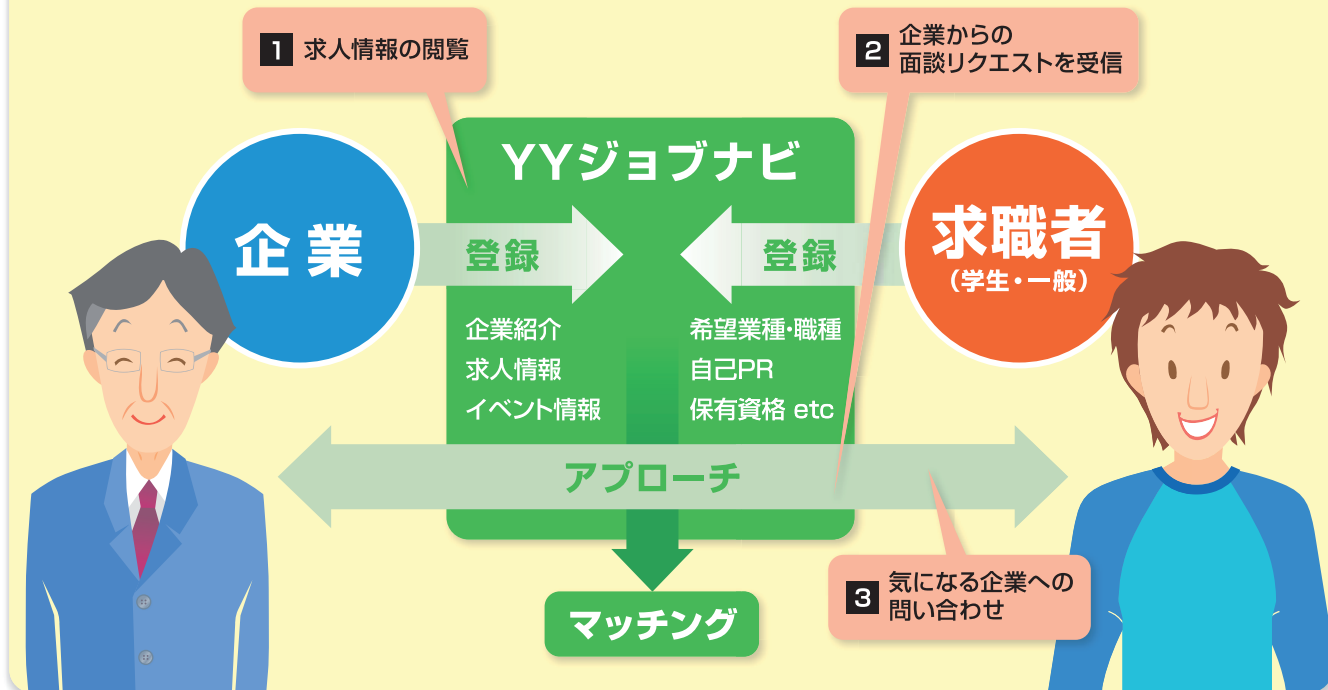 1 求人情報の閲覧
2 企業からの
面談リクエストを受信
YYジョブナビ
企業
登録
登録
求職者
（学生・一般）
企業紹介
求人情報
イベント情報
希望業種・職種
自己PR
保有資格 etc
アプローチ
3 気になる企業への
問い合わせ
マッチング